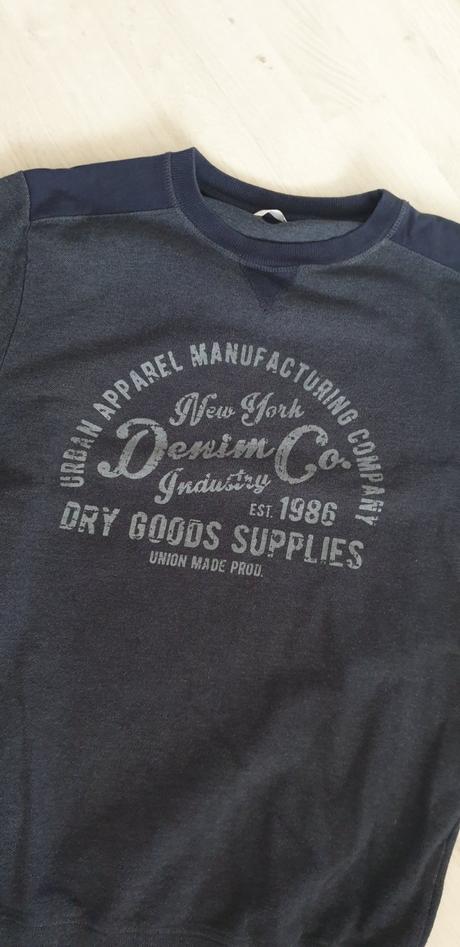 URBAN APPAREL MANUFACTURING COMPANY
New York
Denim Co.
Industry
EST. 1986
DRY GOODS SUPPLIES
UNION MADE PROD.